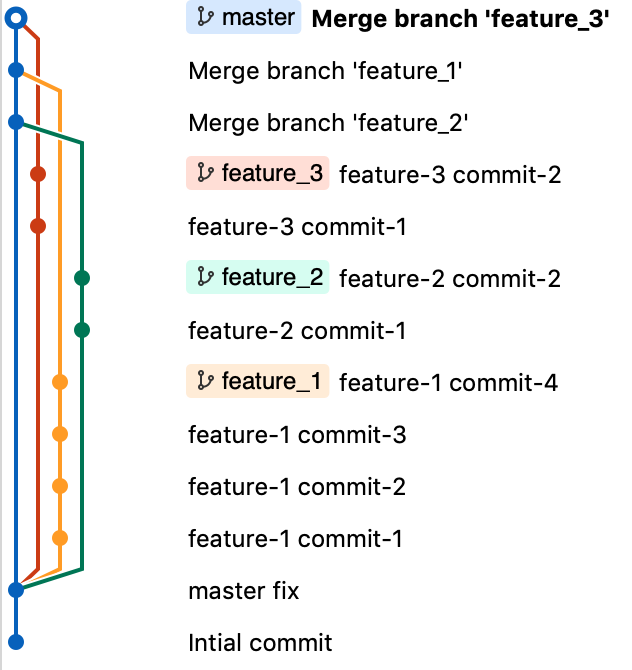 master Merge branch 'feature_3'
Merge branch 'feature_1'
Merge branch 'feature_2'
feature_3 feature-3 commit-2
feature-3 commit-1
feature_2 feature-2 commit-2
feature-2 commit-1
feature_1 feature-1 commit-4
feature-1 commit-3
feature-1 commit-2
feature-1 commit-1
master fix
Intial commit